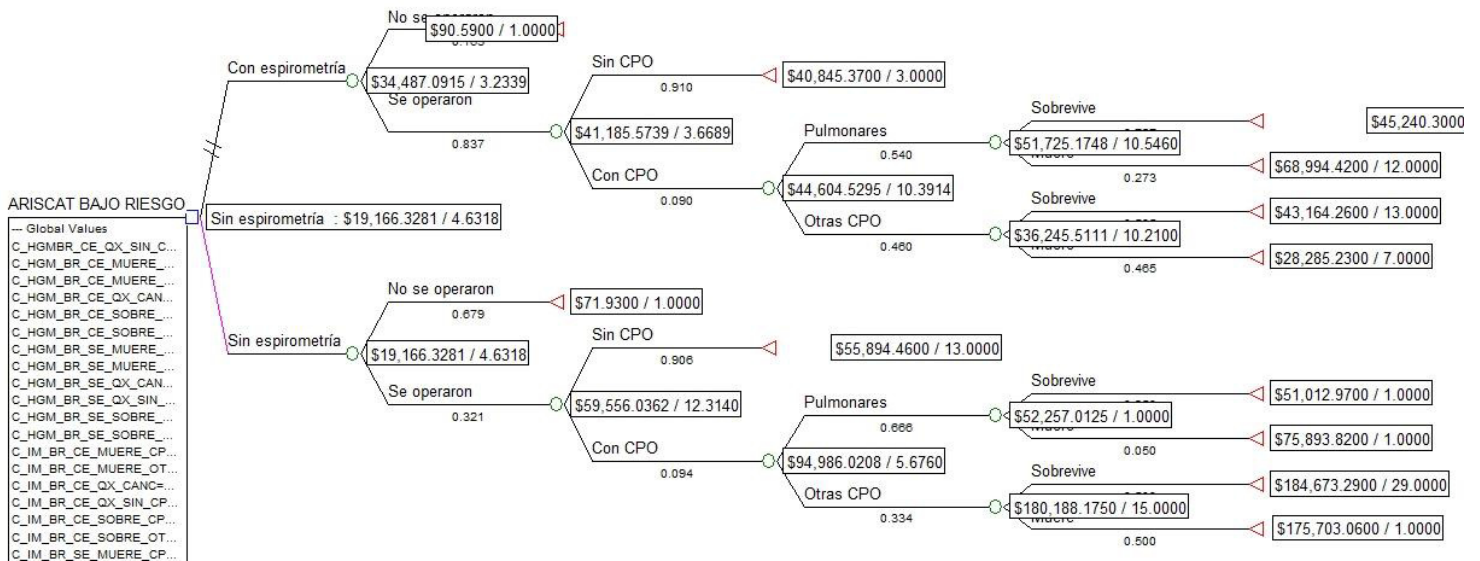 No se operaron
$90.5900 / 1.0000
Con espirometría
$34,487.0915 / 3.2339
Se operaron
0.837
Sin CPO
0.910
$40,845.3700 / 3.0000
$41,185.5739 / 3.6689
Con CPO
0.090
Pulmonares
0.540
$44,604.5295 / 10.3914
Otras CPO
0.460
Sobrevive
$45,240.3000
$51,725.1748 / 10.5460
0.273
$68,994.4200 / 12.0000
Sobrevive
$43,164.2600 / 13.0000
$36,245.5111 / 10.2100
0.465
$28,285.2300 / 7.0000
ARISCAT BAJO RIESGO
Sin espirometría : $19,166.3281 / 4.6318
--- Global Values
C_HGMBR_CE_QX_SIN_C...
C_HGM_BR_CE_MUERE_...
C_HGM_BR_CE_MUERE_...
C_HGM_BR_CE_QX_CAN...
C_HGM_BR_CE_SOBRE_...
C_HGM_BR_CE_SOBRE_...
C_HGM_BR_SE_MUERE_...
C_HGM_BR_SE_MUERE_...
C_HGM_BR_SE_QX_CAN...
C_HGM_BR_SE_QX_SIN_...
C_HGM_BR_SE_SOBRE_...
C_HGM_BR_SE_SOBRE_...
C_IM_BR_CE_MUERE_CP...
C_IM_BR_CE_MUERE_OT...
C_IM_BR_CE_QX_CANC=...
C_IM_BR_CE_QX_SIN_CP...
C_IM_BR_CE_SOBRE_CP...
C_IM_BR_CE_SOBRE_OT...
C_IM_BR_SE_MUERE_CP...
No se operaron
0.679
$71.9300 / 1.0000
Sin espirometría
$19,166.3281 / 4.6318
Se operaron
0.321
Sin CPO
0.906
$55,894.4600 / 13.0000
$59,556.0362 / 12.3140
Con CPO
0.094
Pulmonares
0.666
$94,986.0208 / 5.6760
Otras CPO
0.334
Sobrevive
$51,012.9700 / 1.0000
$52,257.0125 / 1.0000
0.050
$75,893.8200 / 1.0000
Sobrevive
$184,673.2900 / 29.0000
$180,188.1750 / 15.0000
Muere
0.500
$175,703.0600 / 1.0000